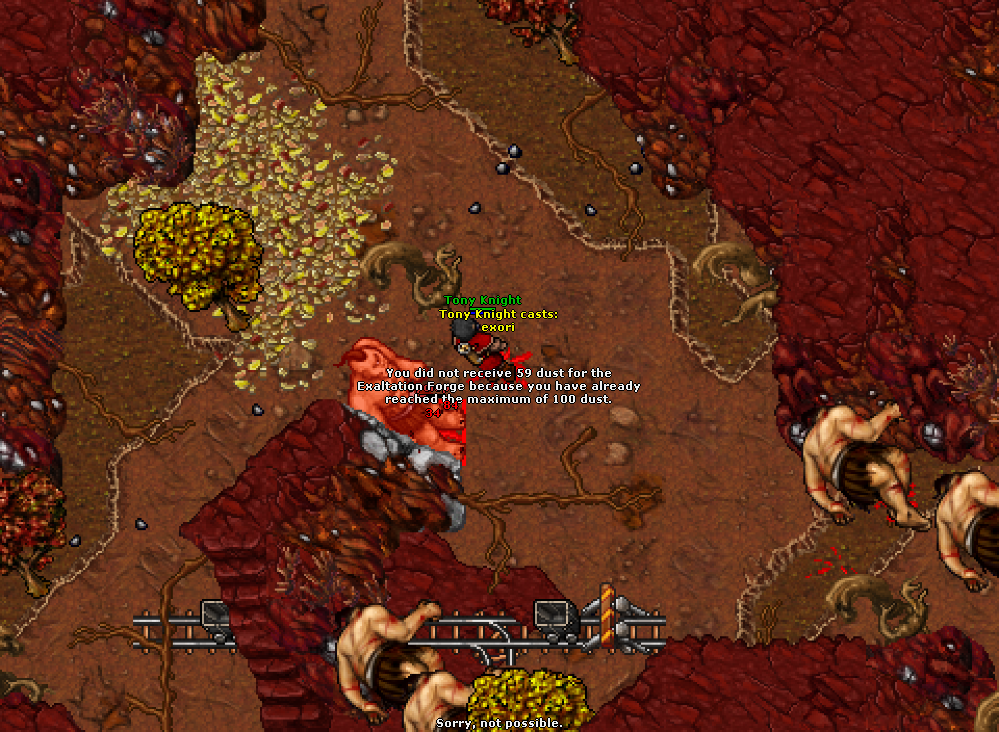 Tony Knight
Tony Knight casts:
exori
You did not receive 59 dust for the
Exaltation Forge because you have already
reached the maximum of 100 dust.
Sorry, not possible.